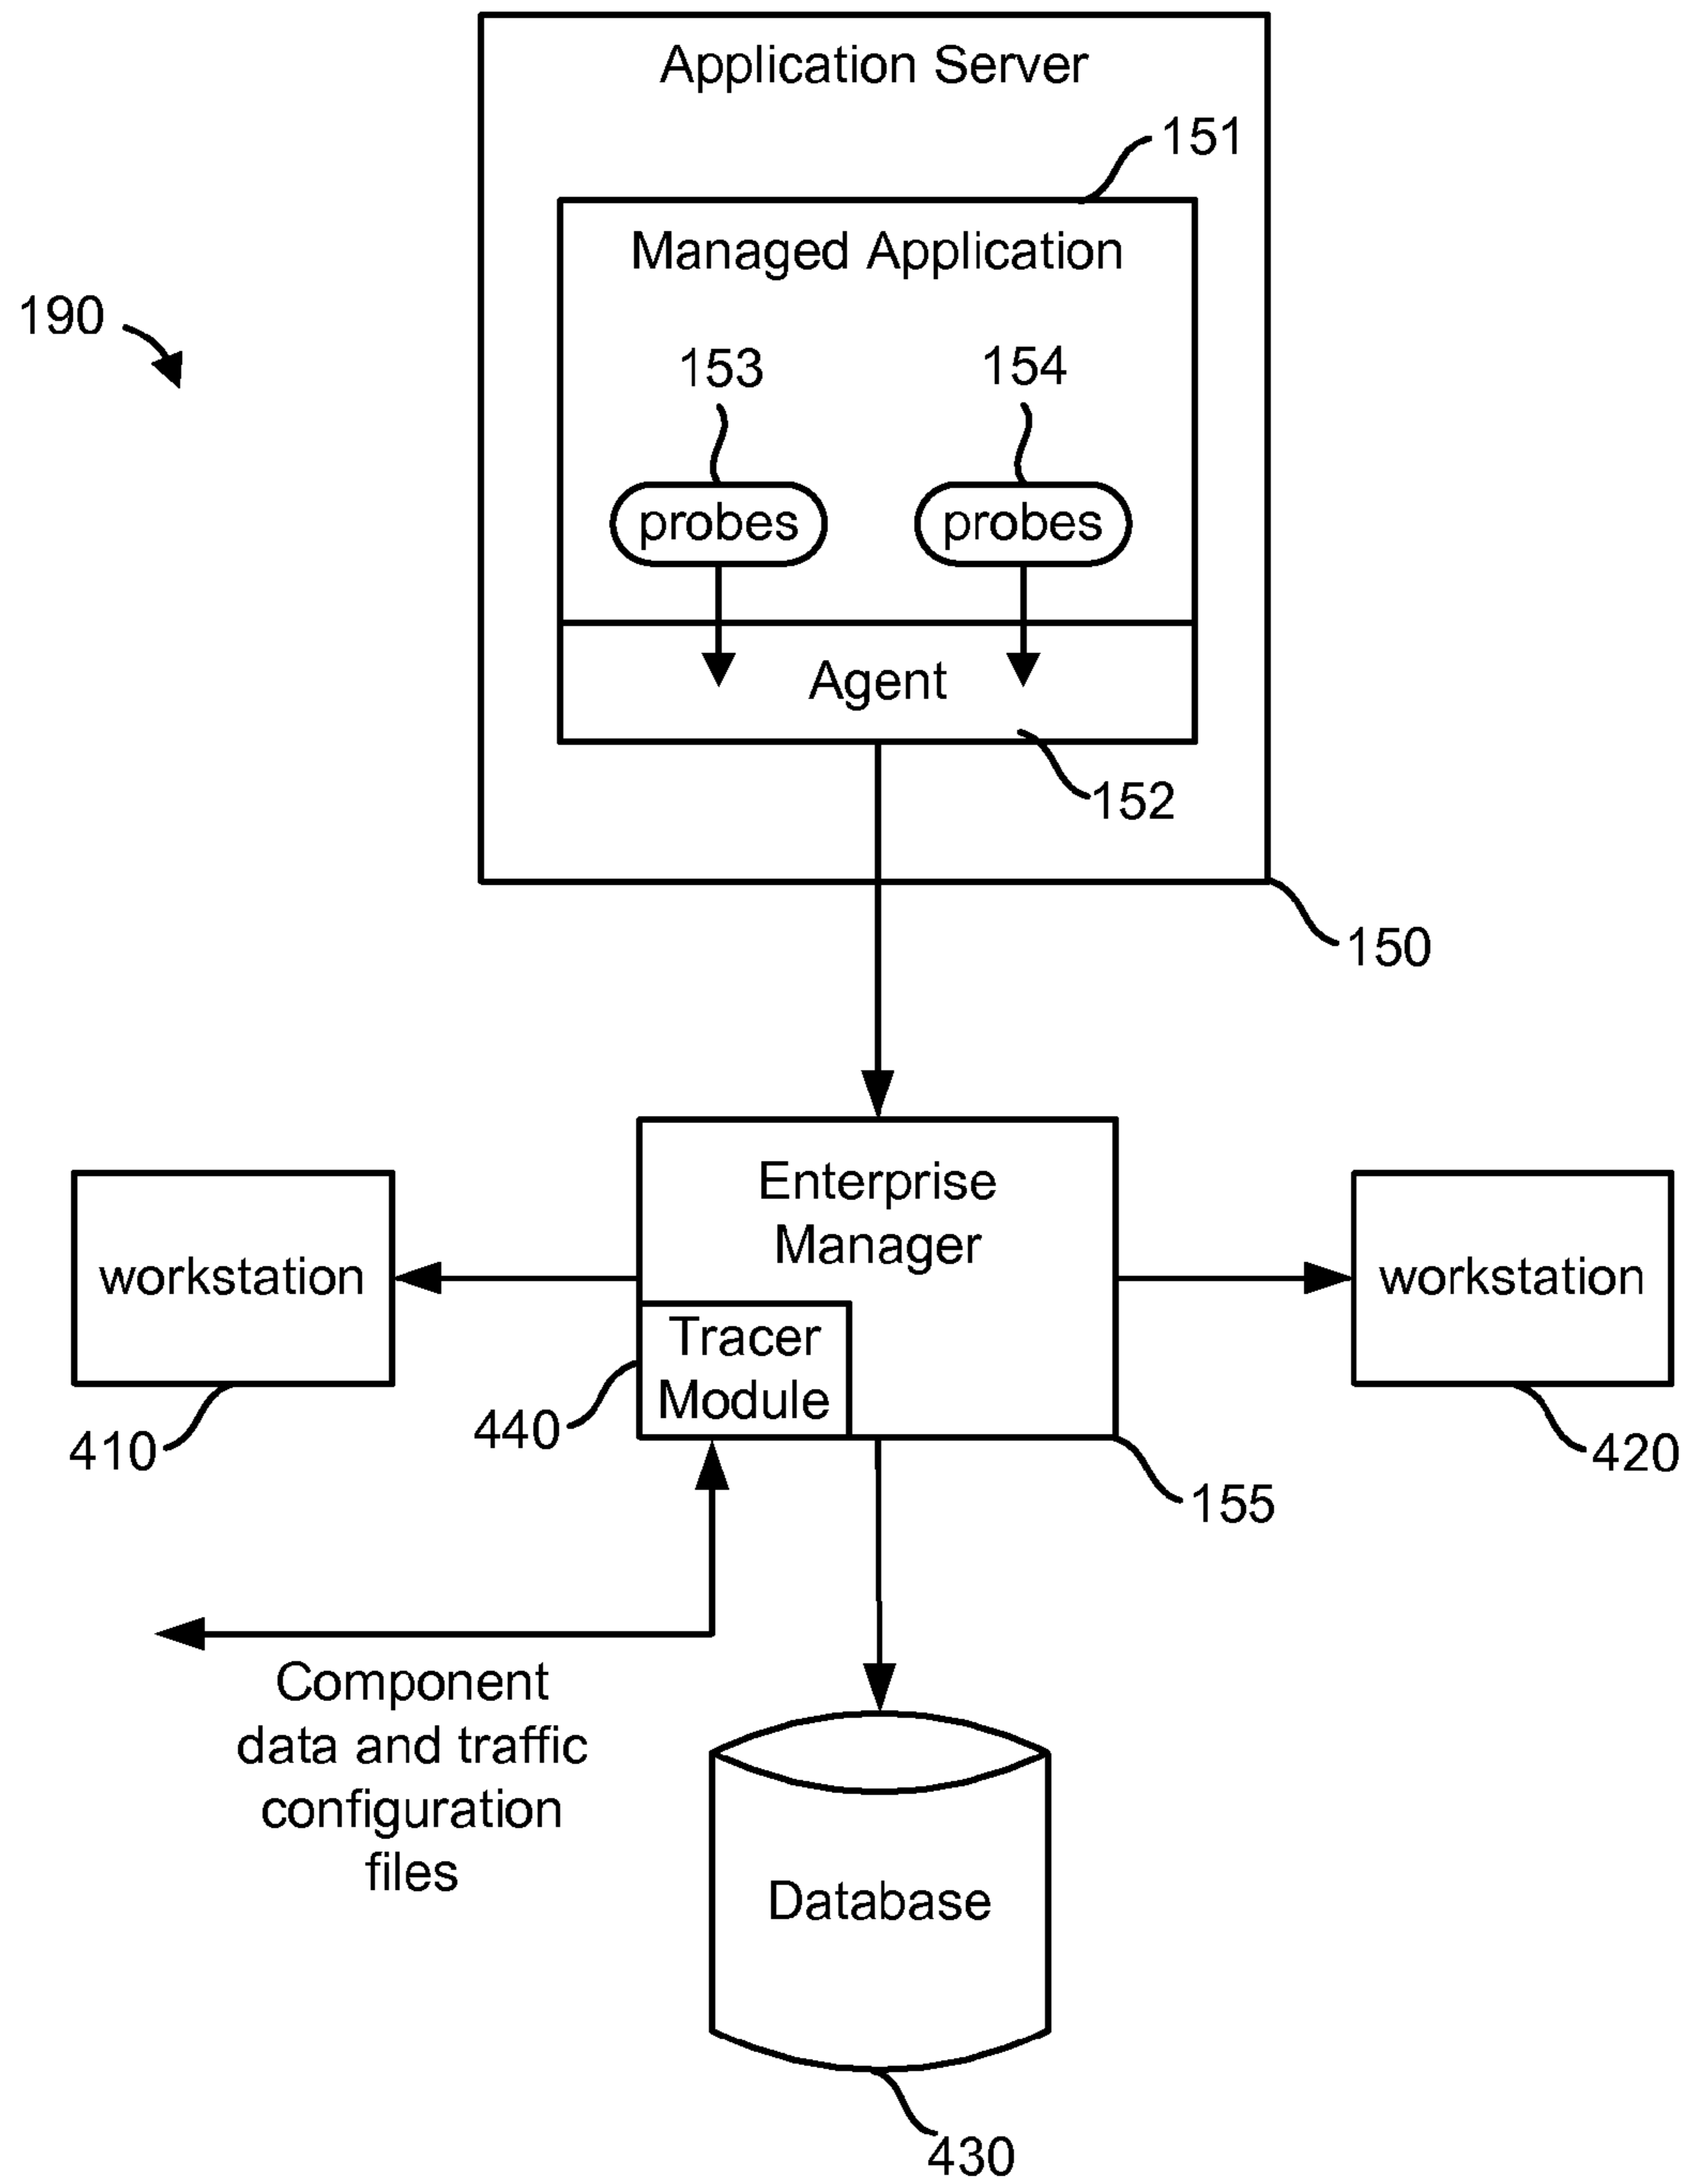 Application Server
151
Managed Application
190
153
154
probes
probes
Agent
152
150
Enterprise
Manager
workstation
workstation
Tracer
Module
440
410
420
155
Component
data and traffic
configuration
files
Database
430